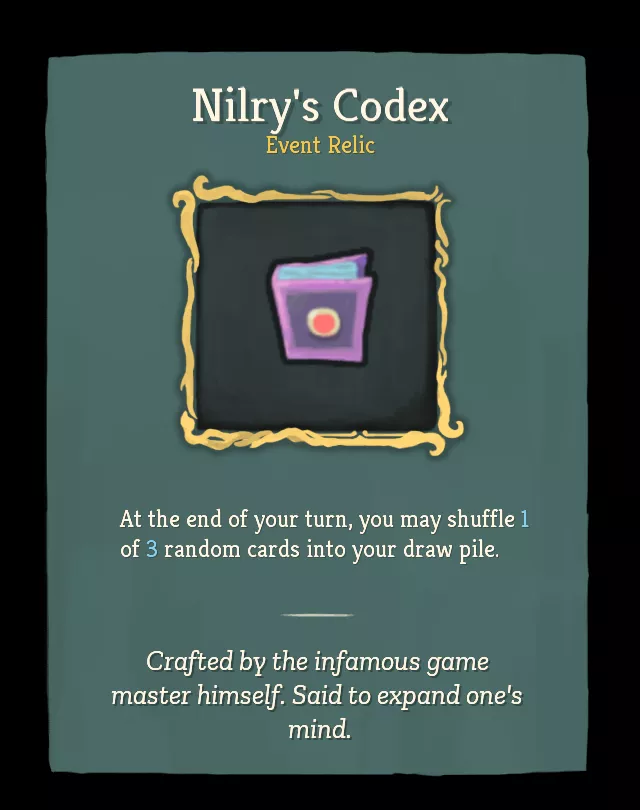 Nilry's Codex
Event Relic
At the end of your turn, you may shuffle 1
of 3 random cards into your draw pile.
Crafted by the infamous game
master himself. Said to expand one's
mind.